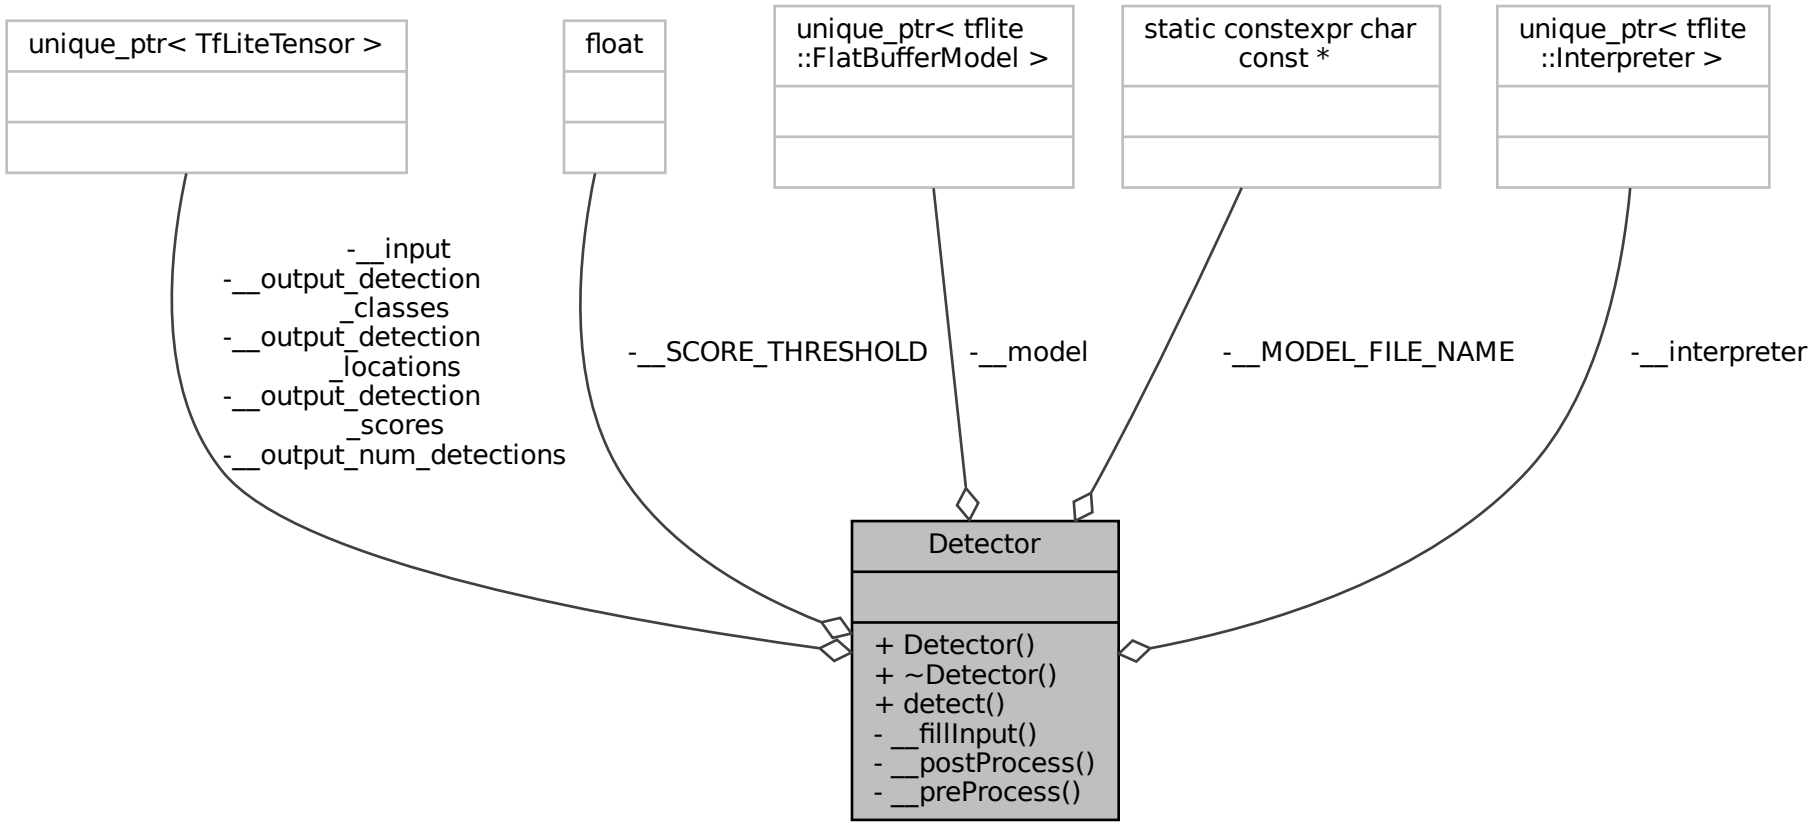 unique_ptr< TfLiteTensor >
float
unique_ptr< tflite
::FlatBufferModel >
static constexpr char
const *
unique_ptr< tflite
::Interpreter >
-__input
-__output_detection
_classes
-__output_detection
_locations
-__output_detection
_scores
-__output_num_detections
-__SCORE_THRESHOLD
-__model
-__MODEL_FILE_NAME
-__interpreter
Detector
+ Detector()
+ ~Detector()
+ detect()
- __fillInput()
- __postProcess()
- __preProcess()